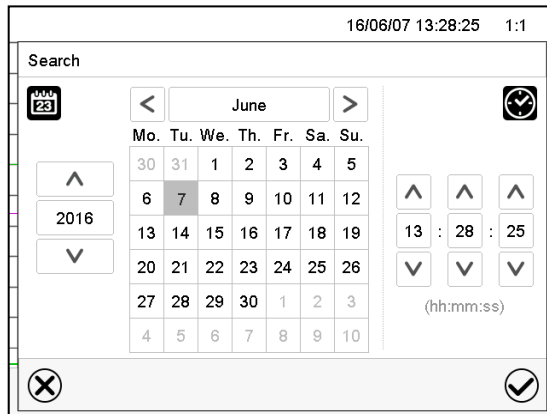 16/06/07 13:28:25 1:1
Search
23
< June >
Mo. Tu. We. Th. Fr. Sa. Su.
30 31 1 2 3 4 5
6 7 8 9 10 11 12
2016
13 14 15 16 17 18 19
13 : 28 : 25
20 21 22 23 24 25 26
27 28 29 30 1 2 3
(hh:mm:ss)
4 5 6 7 8 9 10